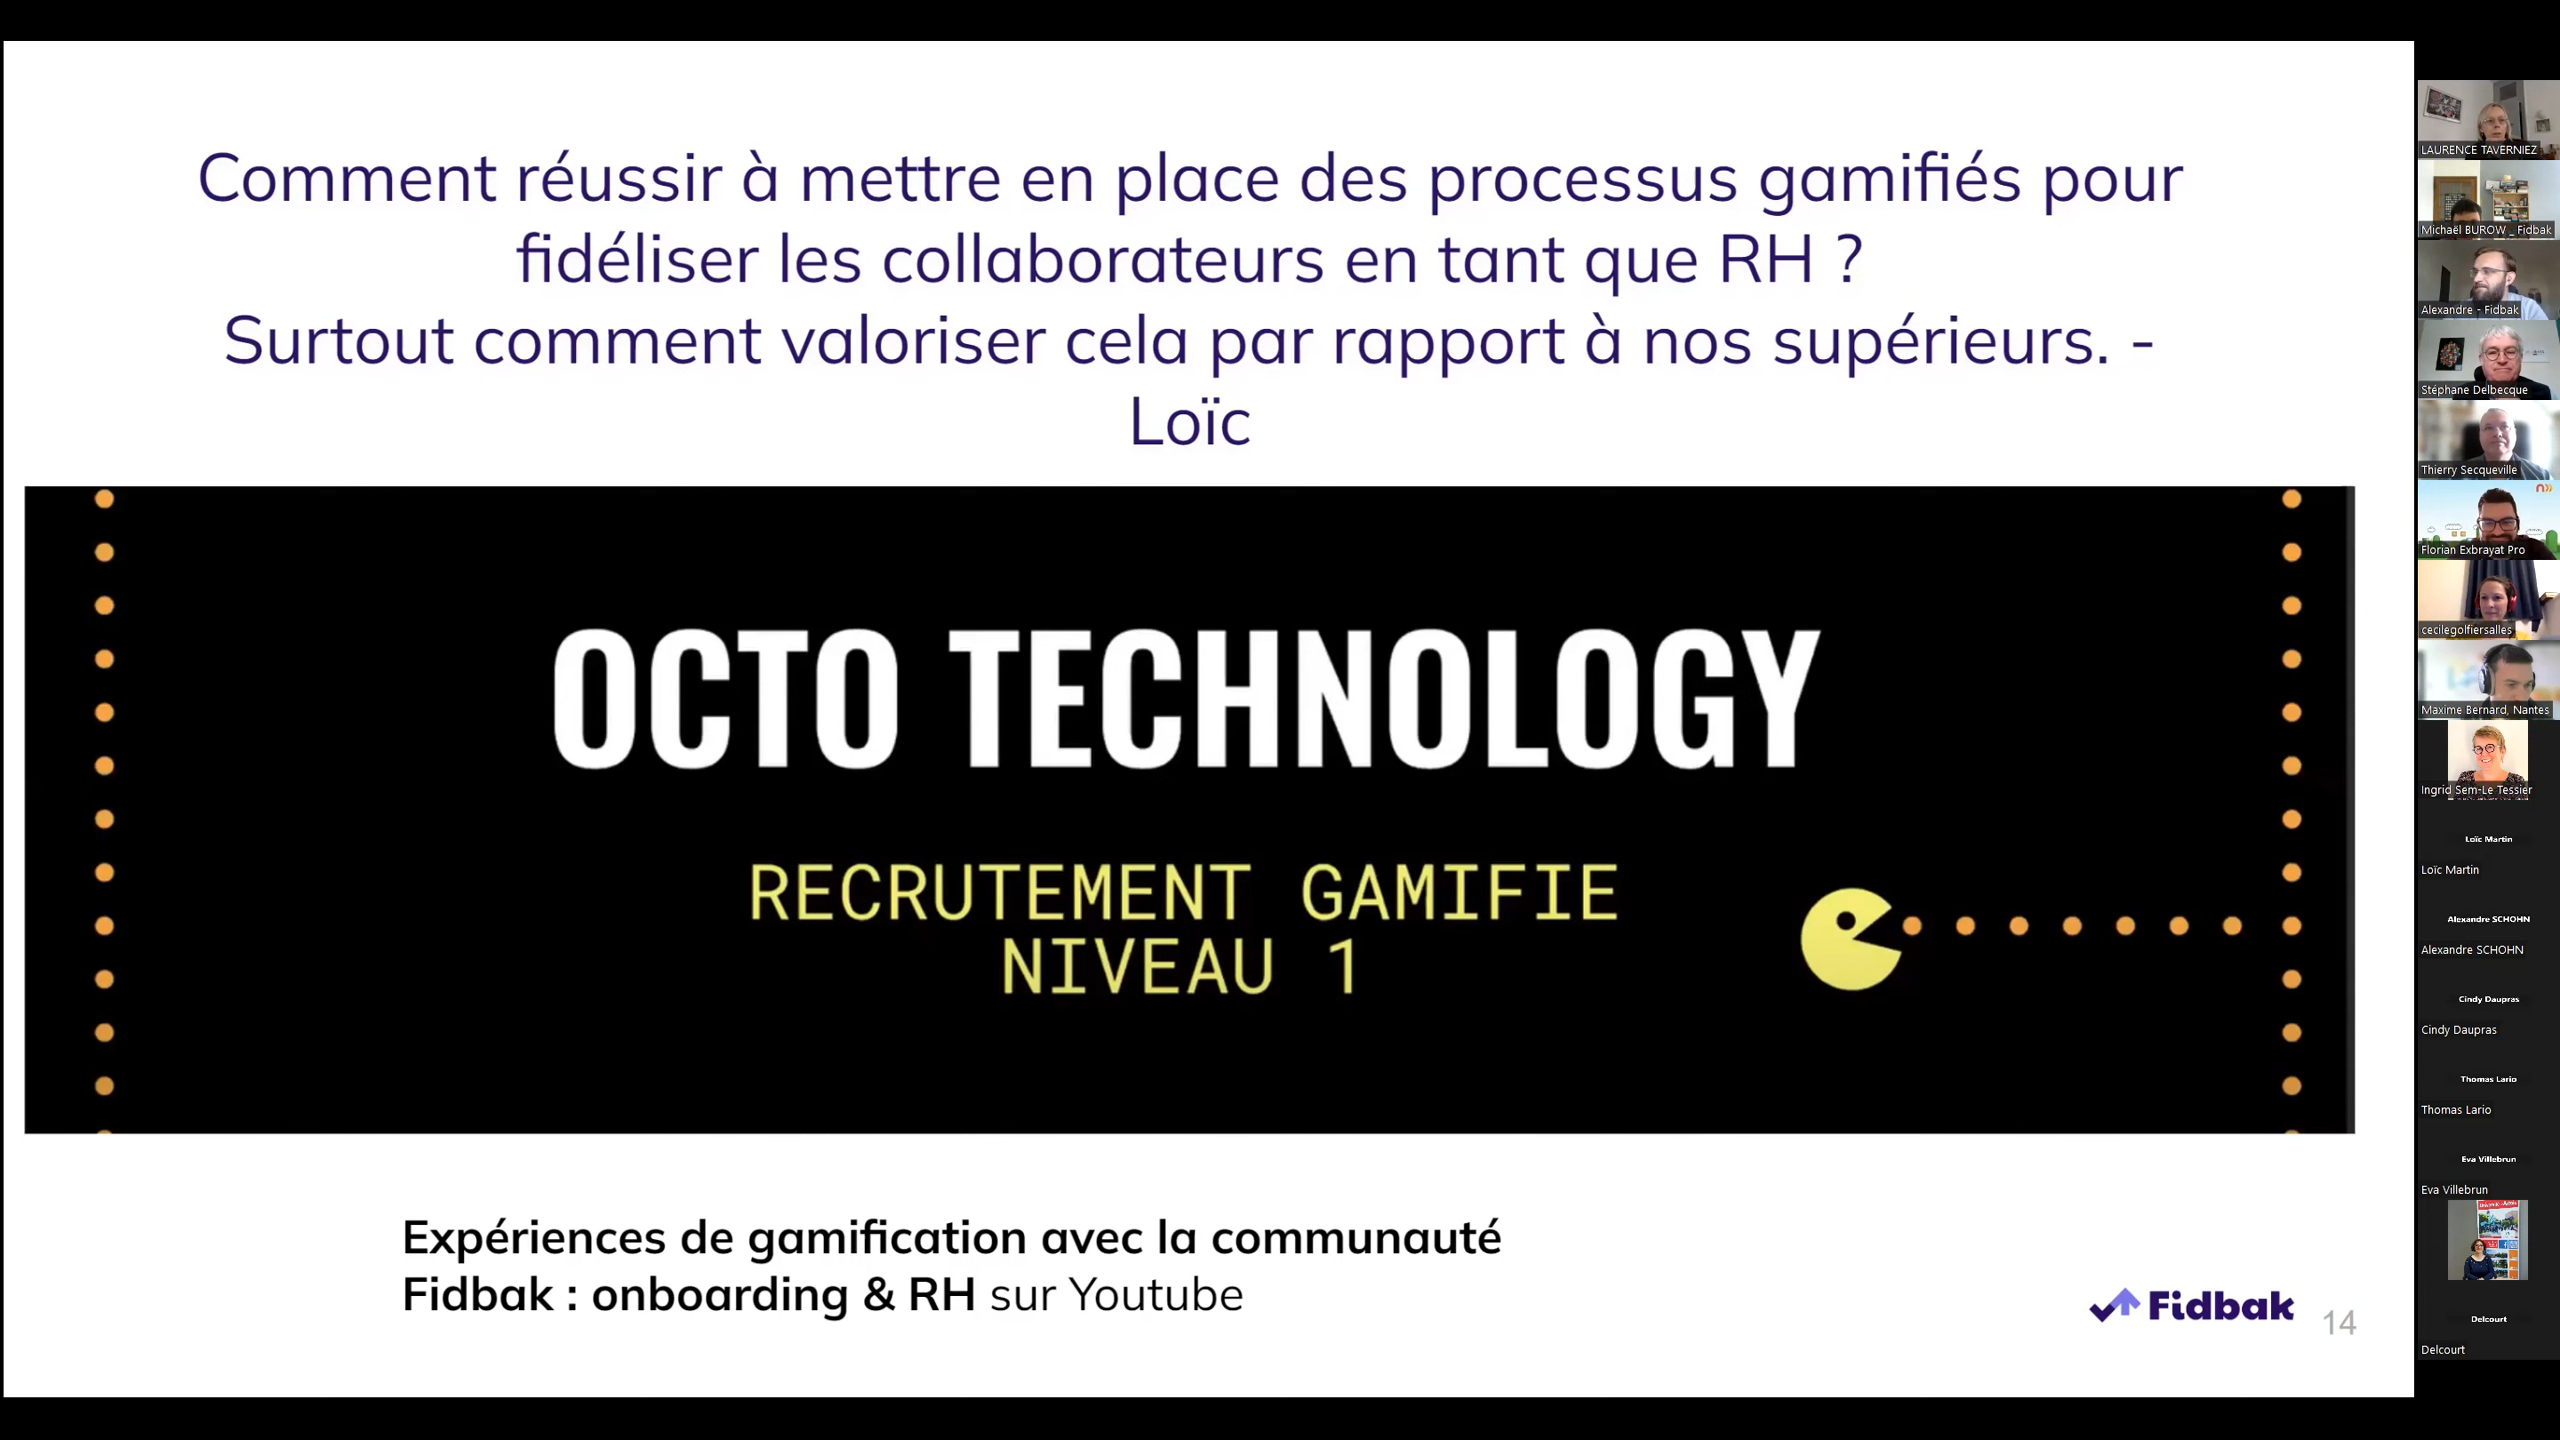 Comment réussir à mettre en place des processus gamifiés pour
fidéliser les collaborateurs en tant que RH ?
Surtout comment valoriser cela par rapport à nos supérieurs. -
Loïc
OCTO TECHNOLOGY
RECRUTEMENT GAMIFIE
NIVEAU 1
Expériences de gamification avec la communauté
Fidbak : onboarding & RH sur Youtube
Fidbak
14
LAURENCE TAVERNIEZ
Michaël BUROW _ Fidbak
Alexandre - Fidbak
Stéphane Delbecque
Thierry Secqueville
Florian Exbrayat Pro
cecilegolfiersalles
Maxime Bernard, Nantes
Ingrid Sem-Le Tessier
Loïc Martin
Loïc Martin
Alexandre SCHOHN
Alexandre SCHOHN
Cindy Daupras
Cindy Daupras
Thomas Lario
Thomas Lario
Eva Villebrun
Eva Villebrun
Delcourt
Delcourt